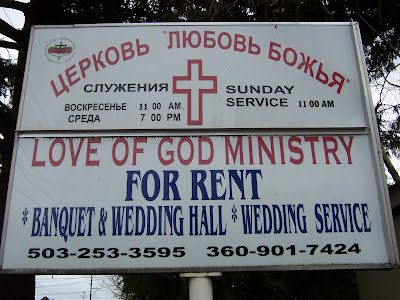 ЦЕРКОВЬ "ЛЮБОВЬ БОЖЬЯ"
СЛУЖЕНИЯ
ВОСКРЕСЕНЬЕ 11 00 AM.
СРЕДА 7 00 PM
SUNDAY
SERVICE 11 00 AM
LOVE OF GOD MINISTRY
FOR RENT
* BANQUET & WEDDING HALL * WEDDING SERVICE
503-253-3595 360-901-7424